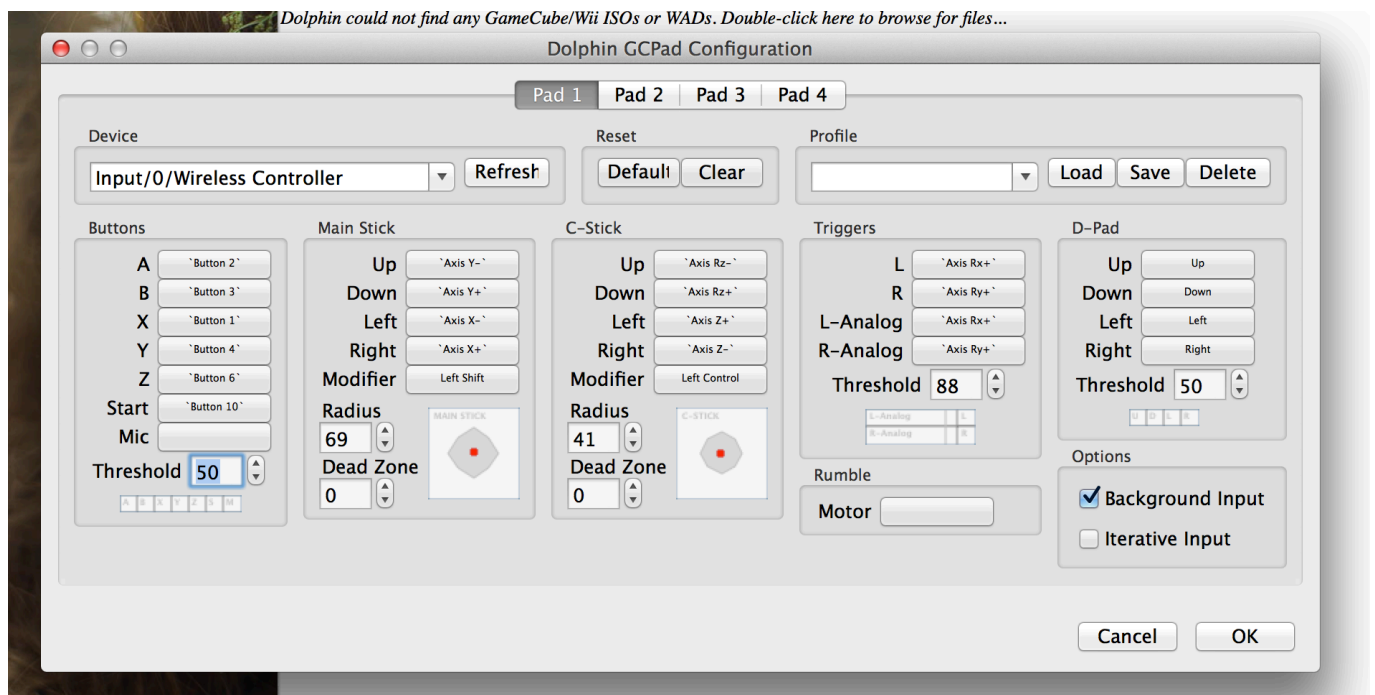 Dolphin could not find any GameCube/Wii ISOs or WADs. Double-click here to browse for files...
Dolphin GCPad Configuration
Pad 1 Pad 2 Pad 3 Pad 4
Device
Input/0/Wireless Controller Refresh
Reset
Default Clear
Profile
Load Save Delete
Buttons
A `Button 2`
B `Button 3`
X `Button 1`
Y `Button 4`
Z `Button 6`
Start `Button 10`
Mic
Threshold 50
A B X Y Z S M
Main Stick
Up `Axis Y-`
Down `Axis Y+`
Left `Axis X-`
Right `Axis X+`
Modifier Left Shift
Radius
69
Dead Zone
0
MAIN STICK
C-Stick
Up `Axis Rz-`
Down `Axis Rz+`
Left `Axis Z+`
Right `Axis Z-`
Modifier Left Control
Radius
41
Dead Zone
0
C-STICK
Triggers
L `Axis Rx+`
R `Axis Ry+`
L-Analog `Axis Rx+`
R-Analog `Axis Ry+`
Threshold 88
L-Analog L
R-Analog R
Rumble
Motor
D-Pad
Up Up
Down Down
Left Left
Right Right
Threshold 50
U D L R
Options
Background Input
Iterative Input
Cancel OK